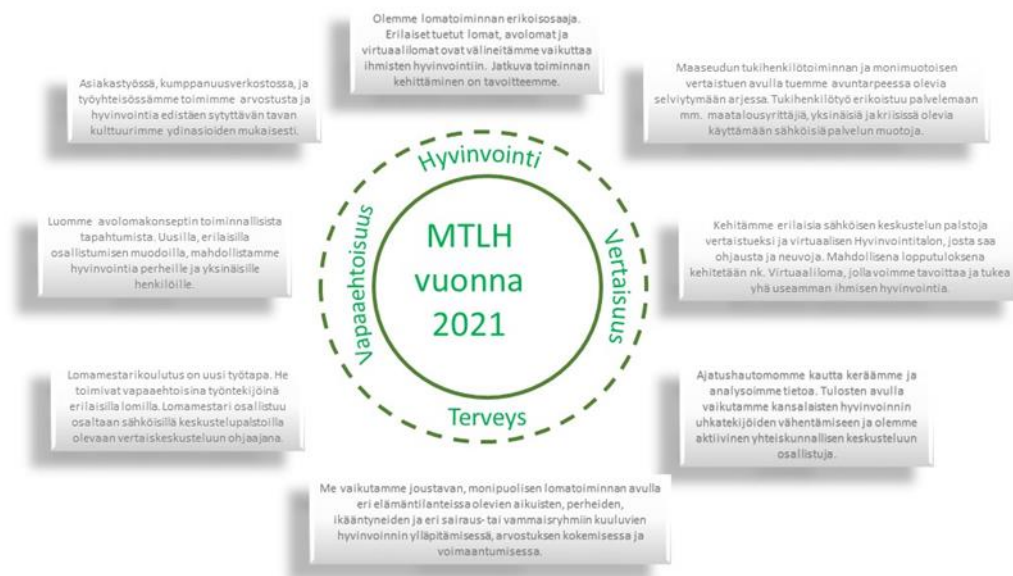 Olemme lomatoiminnan erikoisosaaja.
Erilaiset tuetut lomat, avolomat ja
virtuaalilomat ovat välineitämme vaikuttaa
ihmisten hyvinvointiin. Jatkuva toiminnan
kehittäminen on tavoitteemme.
Asiakastyössä, kumppanuusverkostossa, ja
työyhteisössämme toimimme arvostusta ja
hyvinvointia edistäen sytyttävän tavan
kulttuurimme ydinasioiden mukaisesti.
Maaseudun tukihenkilötoiminnan ja monimuotoisen
vertaistuen avulla tuemme avuntarpeessa olevia
selviytymään arjessa. Tukihenkilötyö erikoistuu palvelemaan
mm. maatalousyrittäjiä, yksinäisiä ja kriisissä olevia
käyttämään sähköisiä palvelun muotoja.
Luomme avolomakonseptin toiminnallisista
tapahtumista. Uusilla, erilaisilla
osallistumisen muodoilla, mahdollistamme
hyvinvointia perheille ja yksinäisille
henkilöille.
Hyvinvointi
Vapaaehtoisuus
Vertaisuus
Terveys
MTLH
vuonna
2021
Kehitämme erilaisia sähköisen keskustelun palstoja
vertaistueksi ja virtuaalisen Hyvinvointitalon, josta saa
ohjausta ja neuvoja. Mahdollisena lopputuloksena
kehitetään nk. Virtuaaliloma, jolla voimme tavoittaa ja tukea
yhä useamman ihmisen hyvinvointia.
Lomamestarikoulutus on uusi työtapa. He
toimivat vapaaehtoisina työntekijöinä
erilaisilla lomilla. Lomamestari osallistuu
osaltaan sähköisillä keskustelupalstoilla
olevaan vertaiskeskusteluun ohjaajana.
Ajatushautomomme kautta keräämme ja
analysoimme tietoa. Tulosten avulla
vaikutamme kansalaisten hyvinvoinnin
uhkatekijöiden vähentämiseen ja olemme
aktiivinen yhteiskunnallisen keskusteluun
osallistuja.
Me vaikutamme joustavan, monipuolisen lomatoiminnan avulla
eri elämäntilanteissa olevien aikuisten, perheiden,
ikääntyneiden ja eri sairaus- tai vammaisryhmiin kuuluvien
hyvinvoinnin ylläpitämisessä, arvostuksen kokemisessa ja
voimaantumisessa.